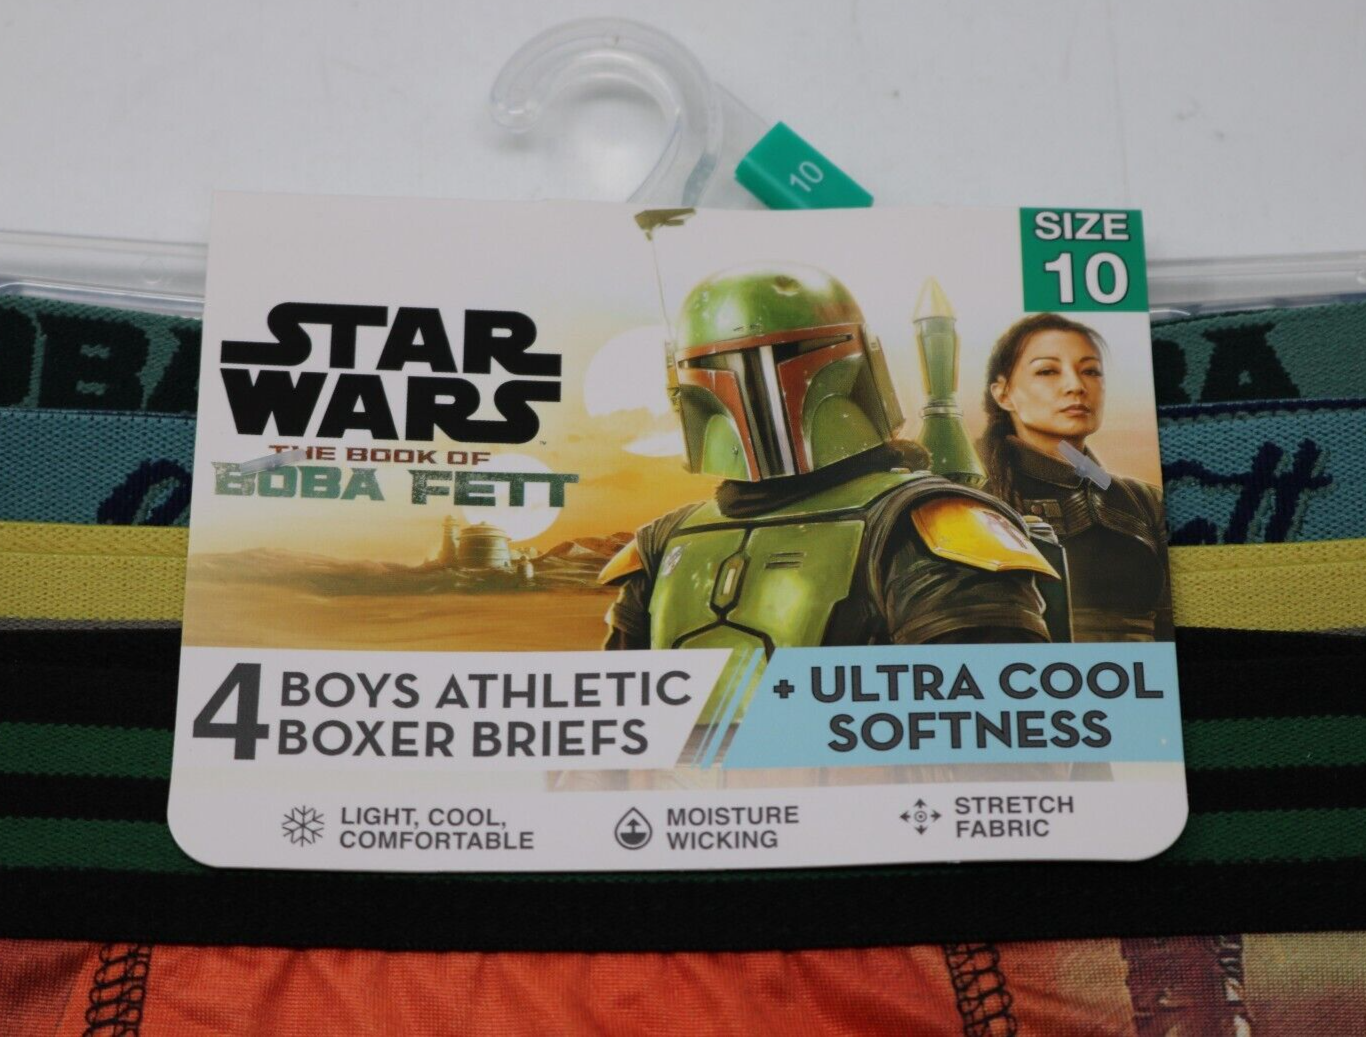 10
SIZE
10
STAR
WARS
THE BOOK OF
BOBA FETT
4 BOYS ATHLETIC
BOXER BRIEFS
+ ULTRA COOL
SOFTNESS
LIGHT, COOL,
COMFORTABLE
MOISTURE
WICKING
STRETCH
FABRIC